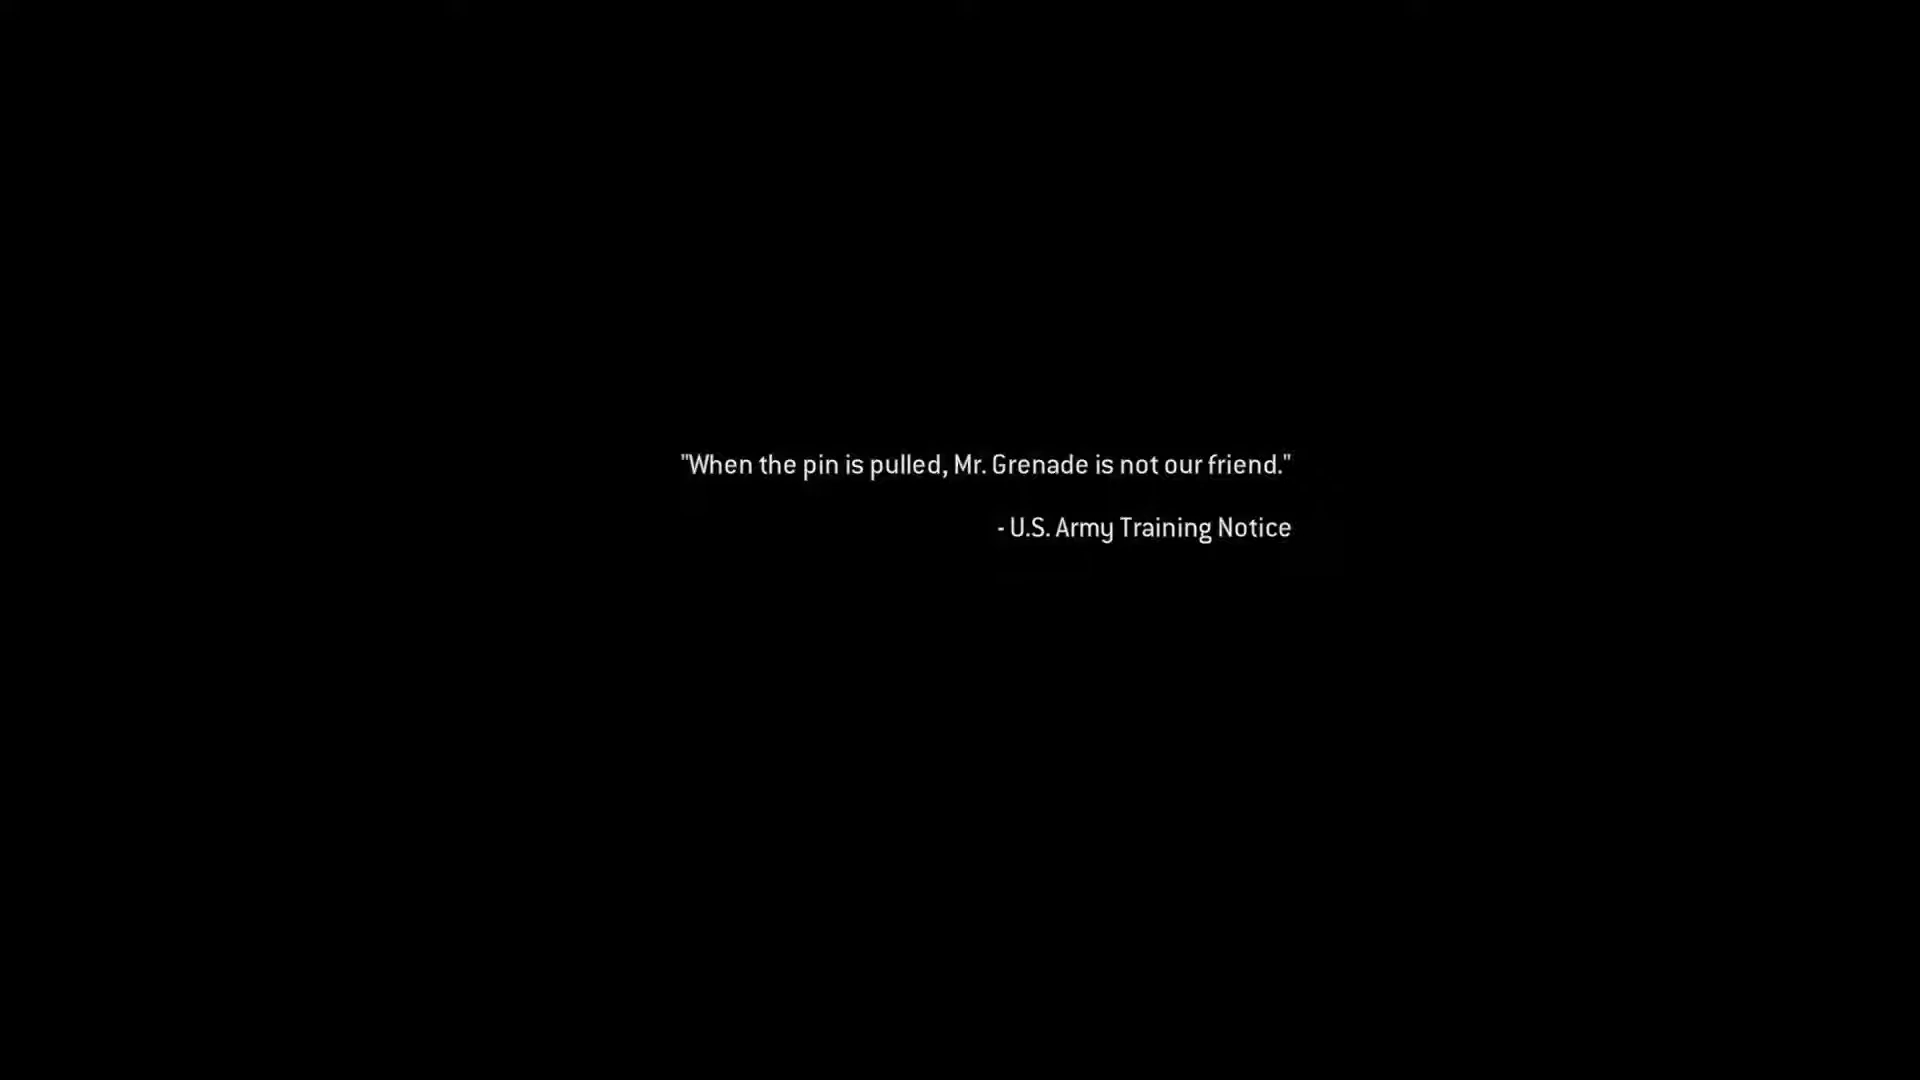 "When the pin is pulled, Mr. Grenade is not our friend."
- U.S. Army Training Notice